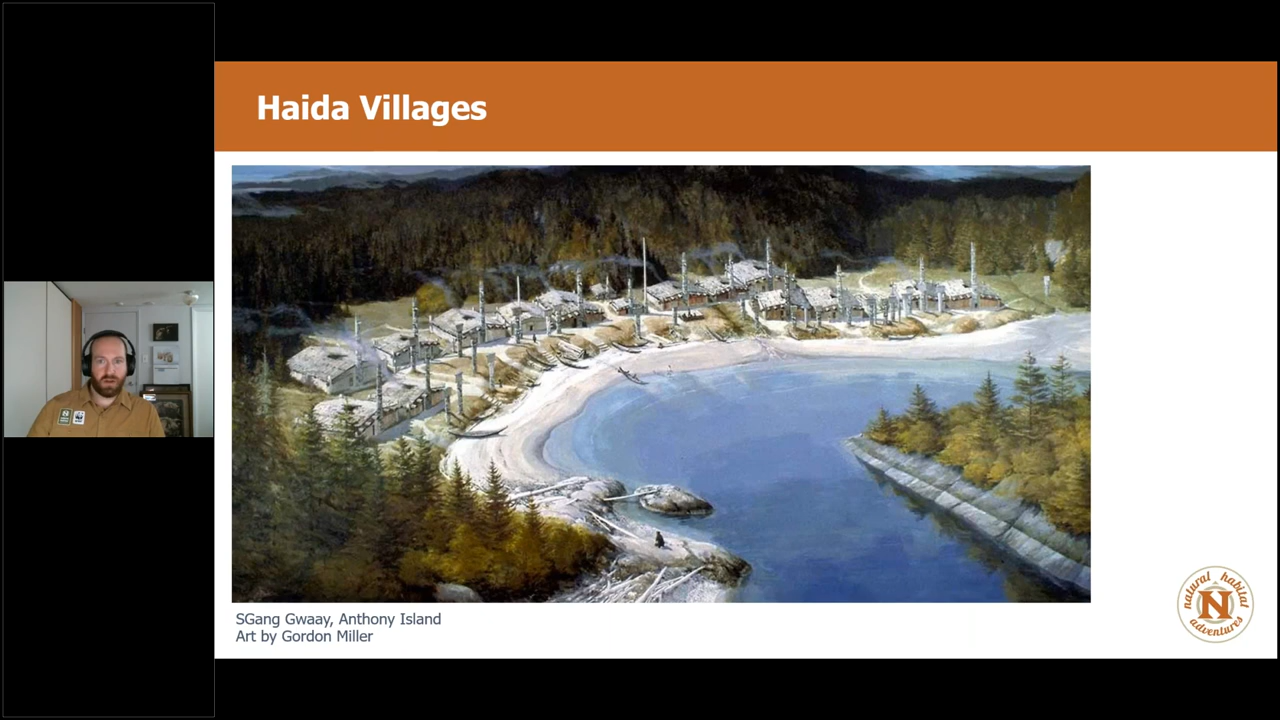 Haida Villages
SGang Gwaay, Anthony Island
Art by Gordon Miller
natural habitat
N
adventures